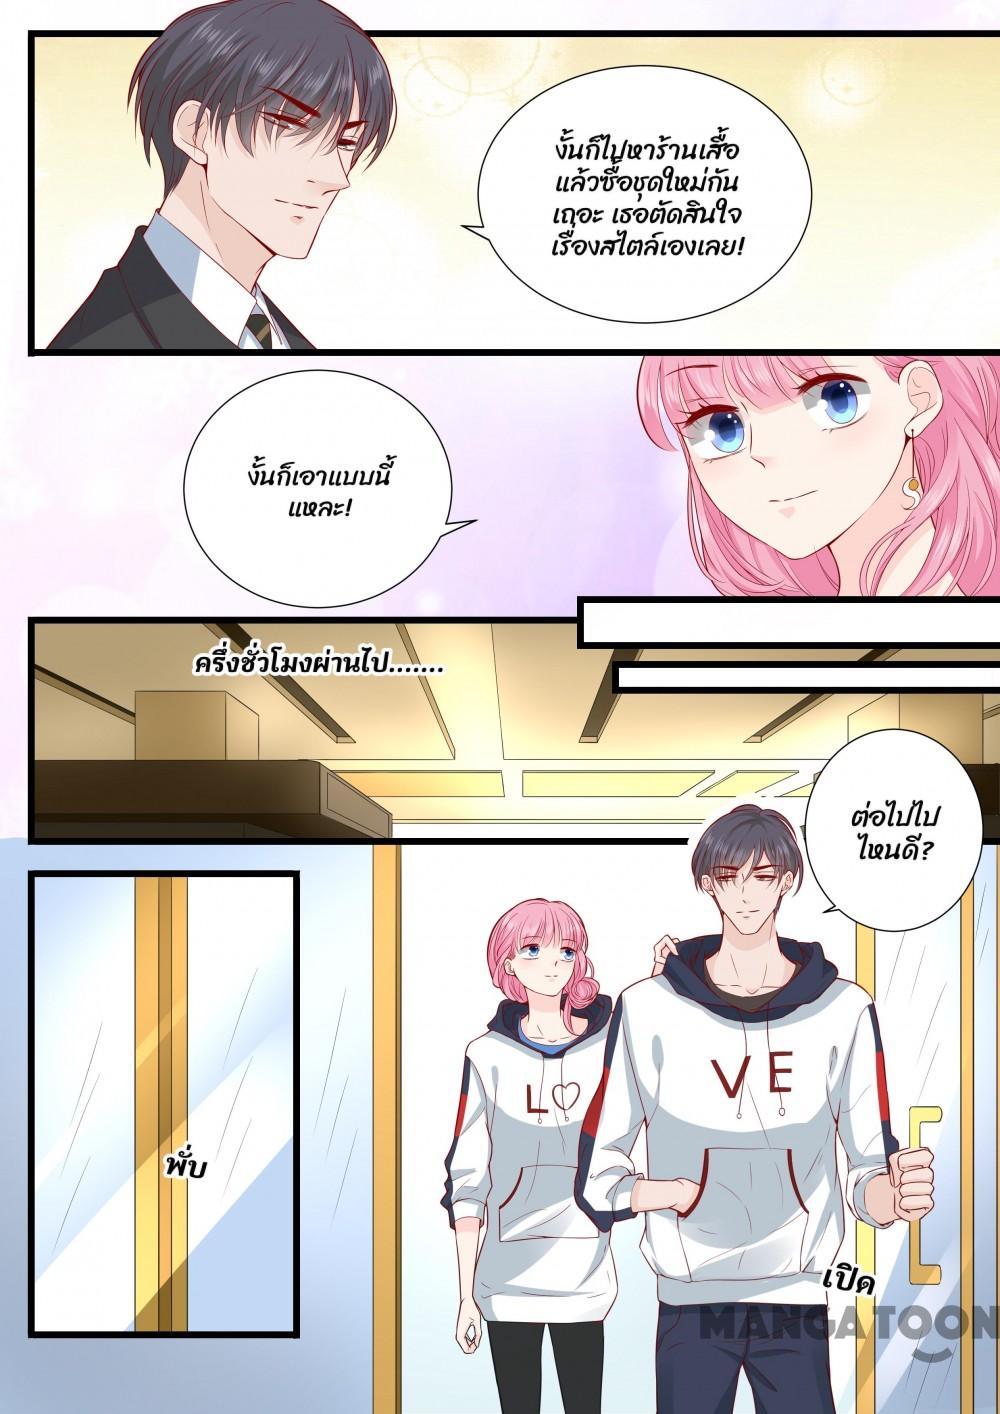 งั้นก็ไปหาร้านเสื้อ
แล้วซื้อชุดใหม่กัน
เถอะ เธอตัดสินใจ
เรื่องสไตล์เองเลย!
งั้นก็เอาแบบนี้
แหละ!
ครึ่งชั่วโมงผ่านไป.......
ต่อไปไป
ไหนดี?
L♡
VE
พั่บ
เปิด
MANGATOON